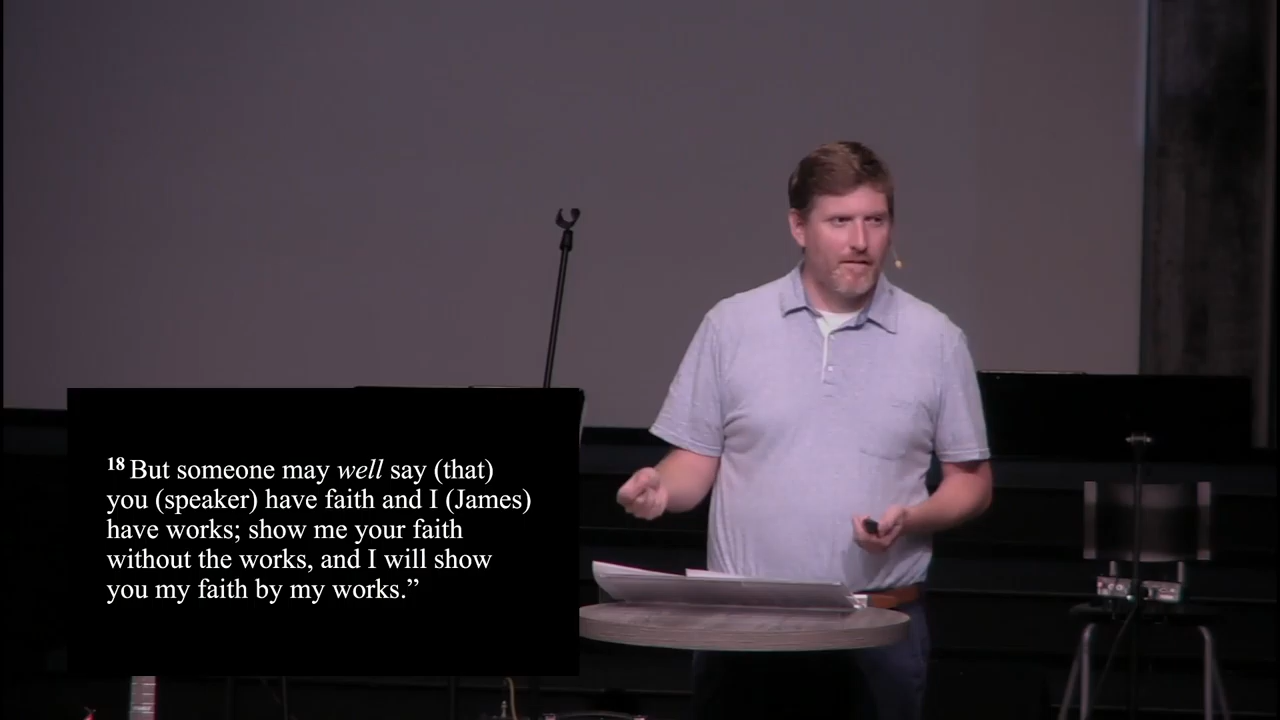 18 But someone may well say (that)
you (speaker) have faith and I (James)
have works; show me your faith
without the works, and I will show
you my faith by my works.”